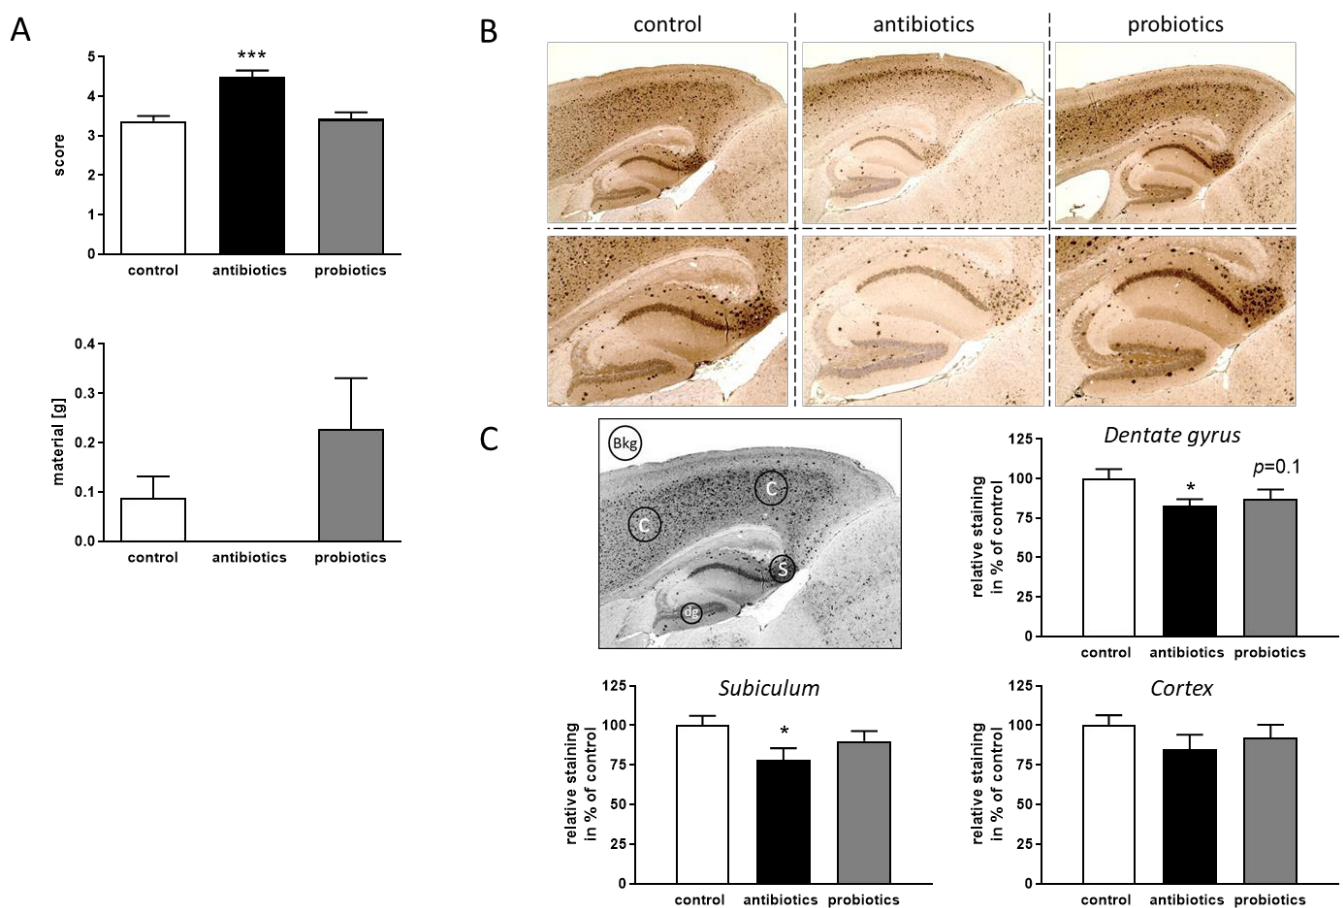 A
5
4
3
2
1
0
score
***
control
antibiotics
probiotics
0.4
0.3
0.2
0.1
0.0
material [g]
control
antibiotics
probiotics
B
control
antibiotics
probiotics
C
Bkg
C
C
S
dg
Dentate gyrus
125
100
75
50
25
0
relative staining
in % of control
*
p=0.1
control
antibiotics
probiotics
Subiculum
125
100
75
50
25
0
relative staining
in % of control
*
control
antibiotics
probiotics
Cortex
125
100
75
50
25
0
relative staining
in % of control
control
antibiotics
probiotics